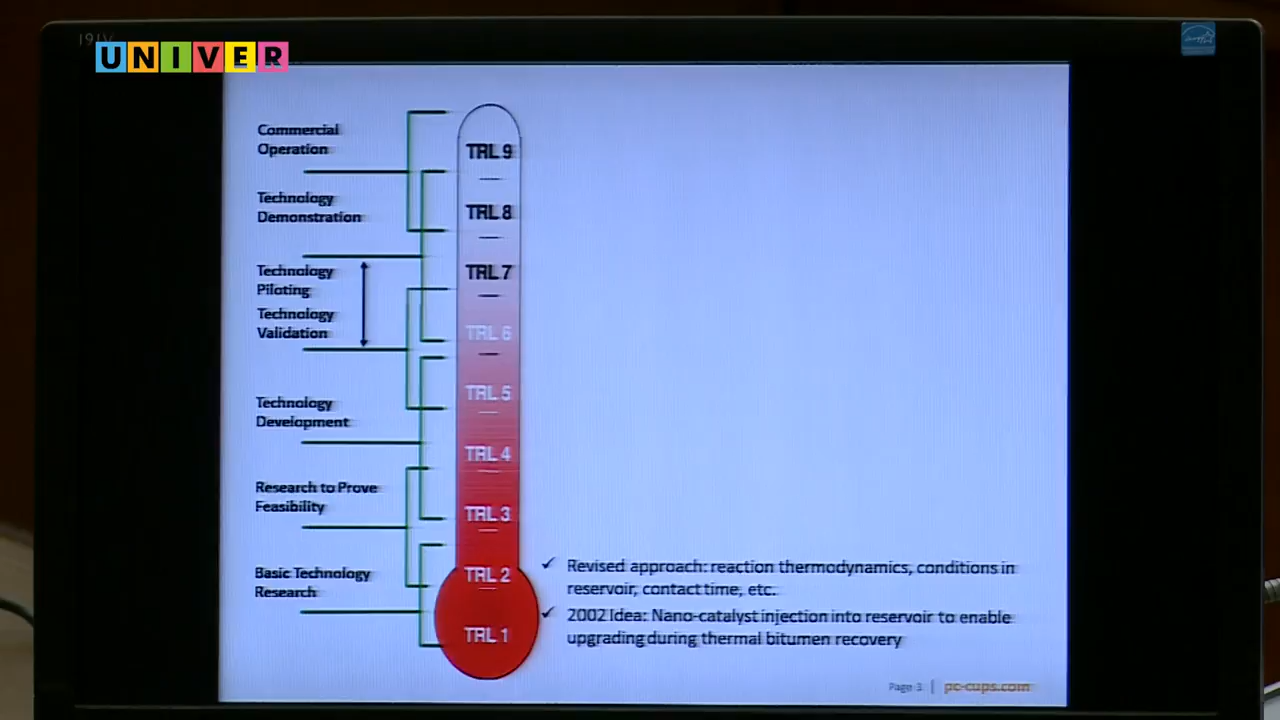 UNIVER
Commercial
Operation
Technology
Demonstration
Technology
Piloting
Technology
Validation
Technology
Development
Research to Prove
Feasibility
Basic Technology
Research
TRL 9
TRL 8
TRL 7
TRL 6
TRL 5
TRL 4
TRL 3
TRL 2
TRL 1
✓ Revised approach: reaction thermodynamics, conditions in
reservoir, contact time, etc.
✓ 2002 Idea: Nano-catalyst injection into reservoir to enable
upgrading during thermal bitumen recovery
Page 3 | pc-cups.com